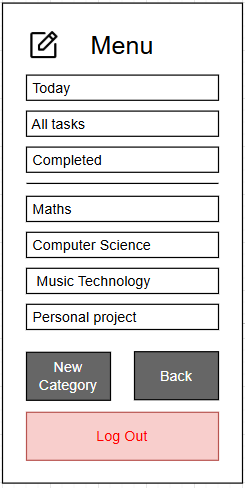 Menu
Today
All tasks
Completed
Maths
Computer Science
Music Technology
Personal project
New
Category
Back
Log Out